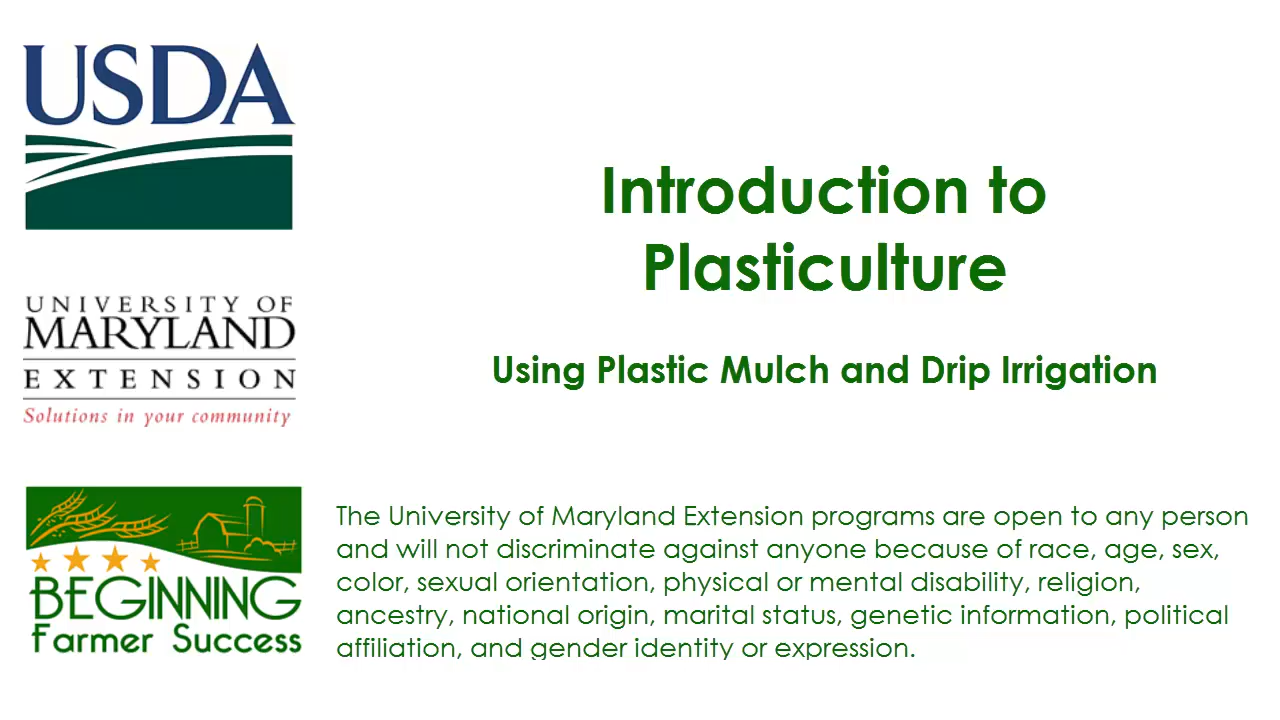 USDA
UNIVERSITY OF
MARYLAND
EXTENSION
Solutions in your community
BEGINNING
Farmer Success
Introduction to
Plasticulture
Using Plastic Mulch and Drip Irrigation
The University of Maryland Extension programs are open to any person
and will not discriminate against anyone because of race, age, sex,
color, sexual orientation, physical or mental disability, religion,
ancestry, national origin, marital status, genetic information, political
affiliation, and gender identity or expression.